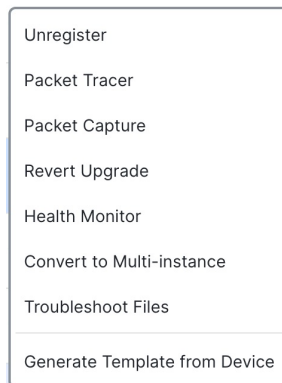 Unregister
Packet Tracer
Packet Capture
Revert Upgrade
Health Monitor
Convert to Multi-instance
Troubleshoot Files
Generate Template from Device